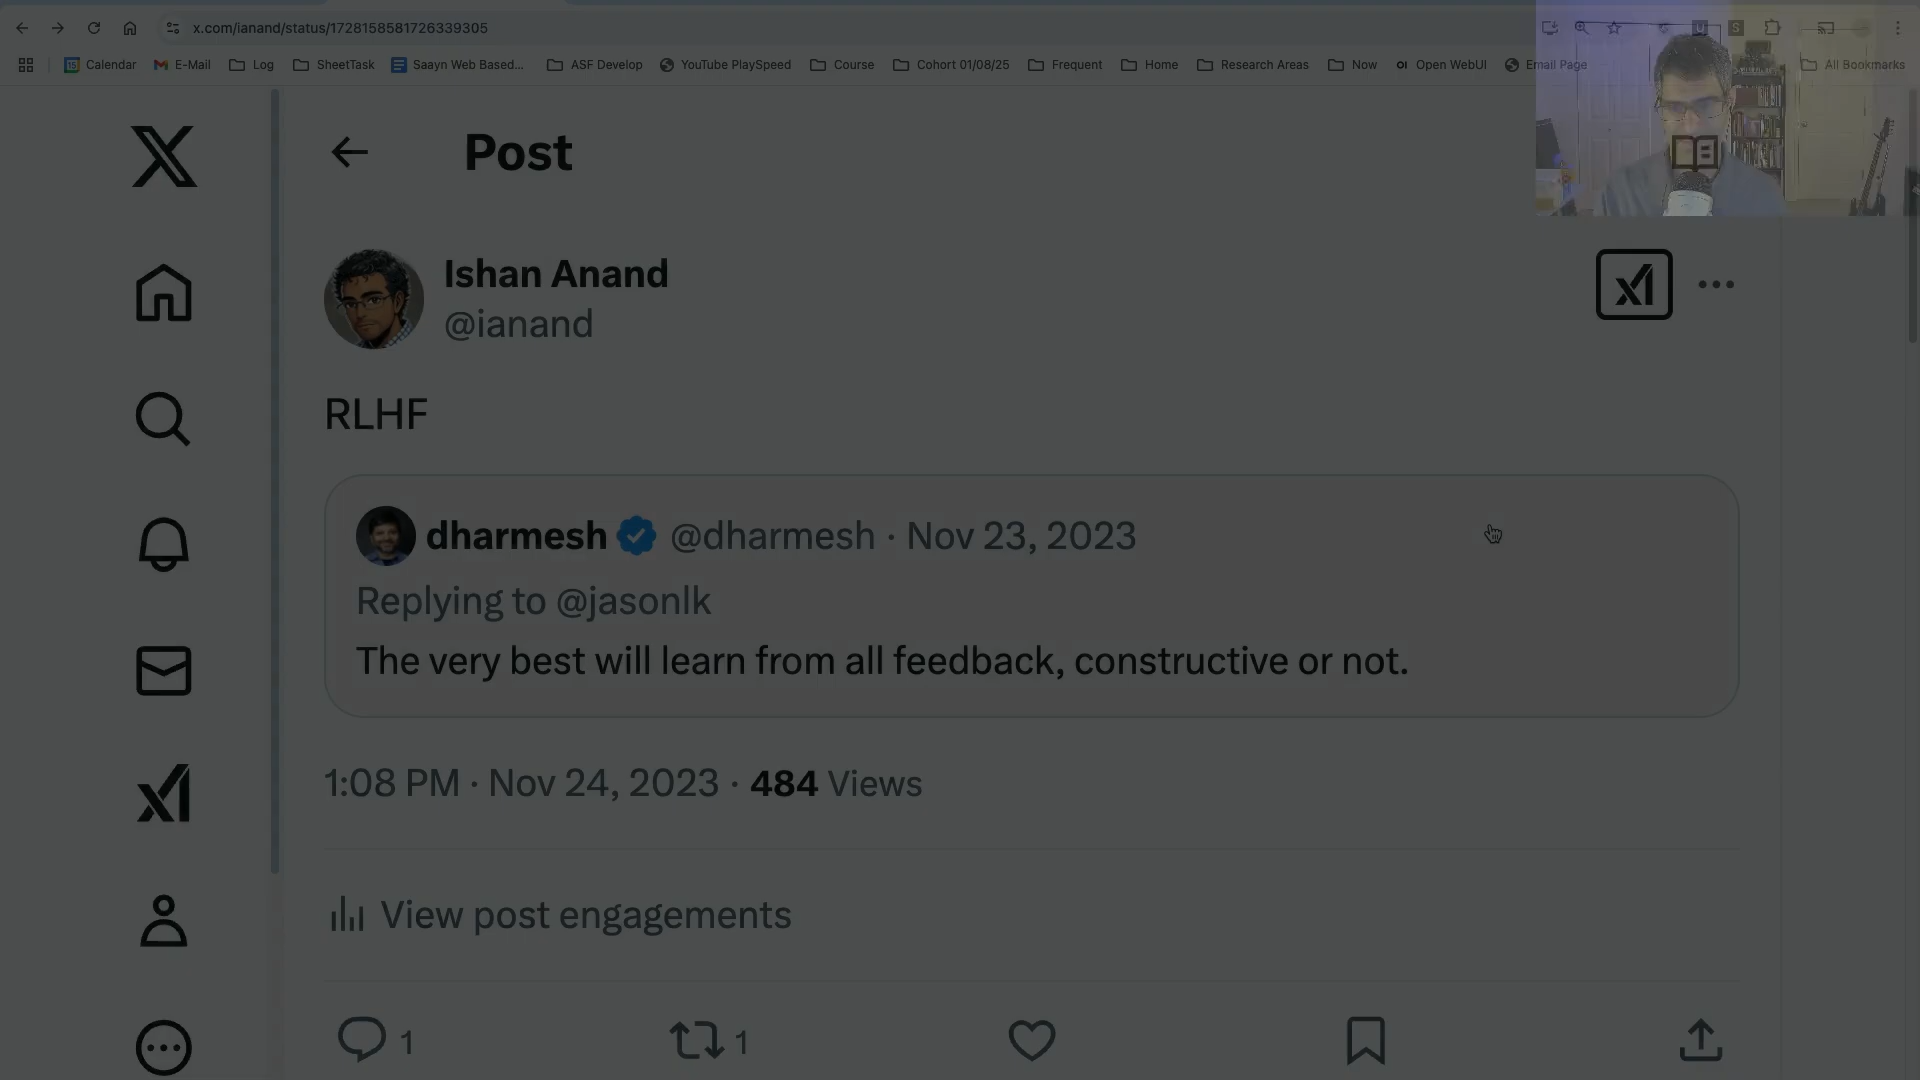 x.com/ianand/status/1728158581726339305
Calendar
E-Mail
Log
SheetTask
Saayn Web Based...
ASF Develop
YouTube PlaySpeed
Course
Cohort 01/08/25
Frequent
Home
Research Areas
Now
Open WebUI
Email Page
All Bookmarks
Post
Ishan Anand
@ianand
RLHF
dharmesh @dharmesh · Nov 23, 2023
Replying to @jasonlk
The very best will learn from all feedback, constructive or not.
1:08 PM · Nov 24, 2023 · 484 Views
View post engagements
1
1